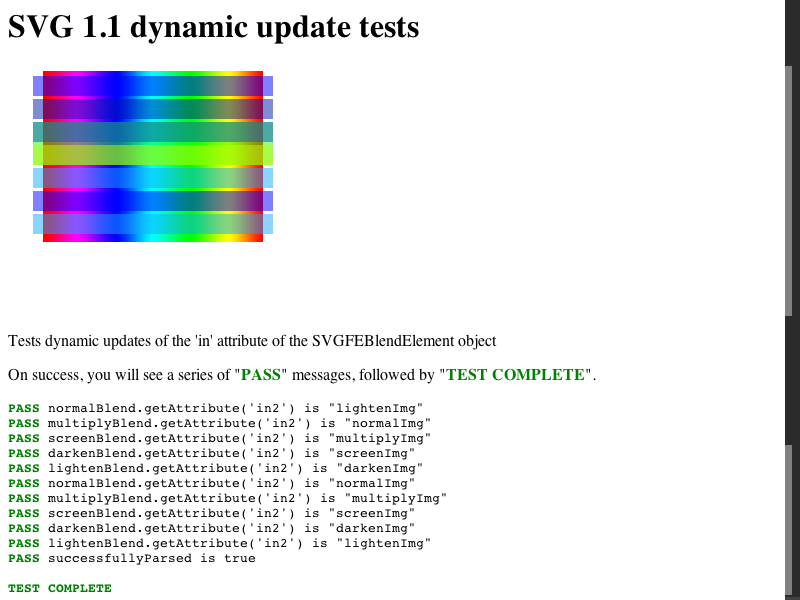 SVG 1.1 dynamic update tests
Tests dynamic updates of the 'in' attribute of the SVGFEBlendElement object
On success, you will see a series of "PASS" messages, followed by "TEST COMPLETE".
PASS normalBlend.getAttribute('in2') is "lightenImg"
PASS multiplyBlend.getAttribute('in2') is "normalImg"
PASS screenBlend.getAttribute('in2') is "multiplyImg"
PASS darkenBlend.getAttribute('in2') is "screenImg"
PASS lightenBlend.getAttribute('in2') is "darkenImg"
PASS normalBlend.getAttribute('in2') is "normalImg"
PASS multiplyBlend.getAttribute('in2') is "multiplyImg"
PASS screenBlend.getAttribute('in2') is "screenImg"
PASS darkenBlend.getAttribute('in2') is "darkenImg"
PASS lightenBlend.getAttribute('in2') is "lightenImg"
PASS successfullyParsed is true
TEST COMPLETE